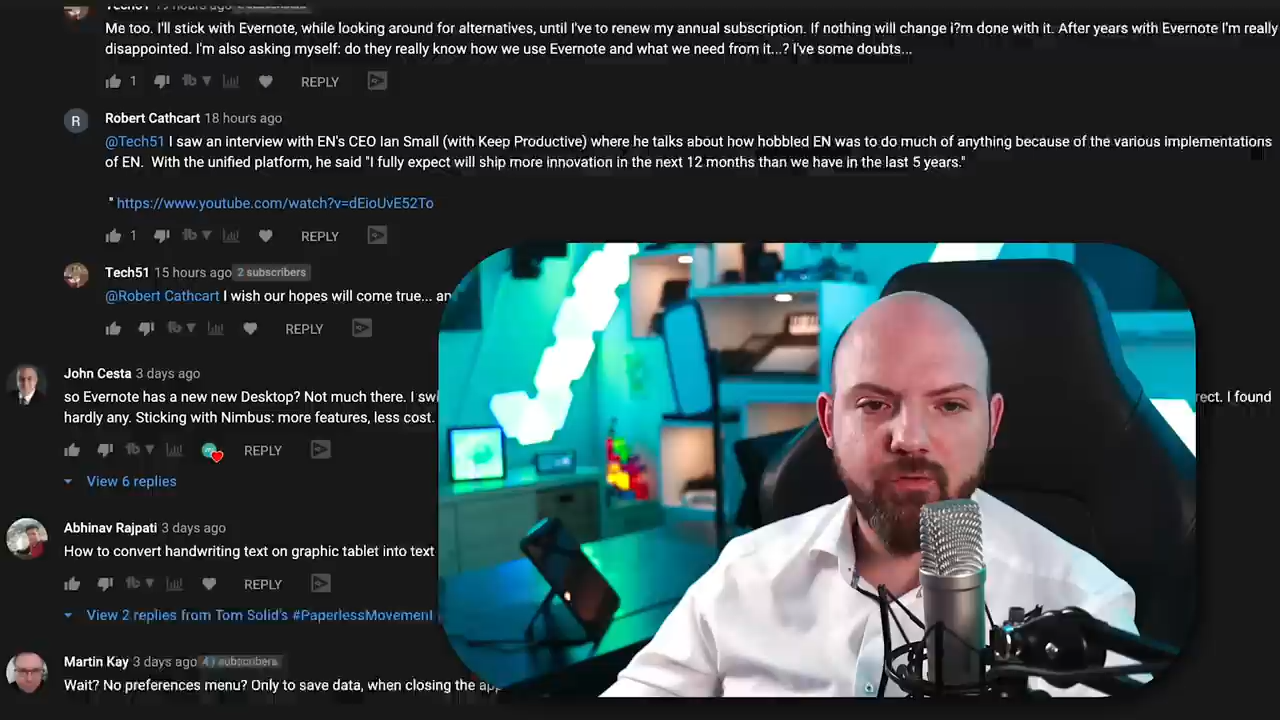 Tech51 19 hours ago
Me too. I'll stick with Evernote, while looking around for alternatives, until I've to renew my annual subscription. If nothing will change i?m done with it. After years with Evernote I'm really
disappointed. I'm also asking myself: do they really know how we use Evernote and what we need from it...? I've some doubts...
1 REPLY
R
Robert Cathcart 18 hours ago
@Tech51 I saw an interview with EN's CEO Ian Small (with Keep Productive) where he talks about how hobbled EN was to do much of anything because of the various implementations
of EN. With the unified platform, he said "I fully expect will ship more innovation in the next 12 months than we have in the last 5 years."
" https://www.youtube.com/watch?v=dEioUvE52To
1 REPLY
Tech51 15 hours ago 2 subscribers
@Robert Cathcart I wish our hopes will come true... an
REPLY
John Cesta 3 days ago
so Evernote has a new new Desktop? Not much there. I swi rect. I found
hardly any. Sticking with Nimbus: more features, less cost.
REPLY
View 6 replies
Abhinav Rajpati 3 days ago
How to convert handwriting text on graphic tablet into text
REPLY
View 2 replies from Tom Solid's #PaperlessMovement
Martin Kay 3 days ago subscribers
Wait? No preferences menu? Only to save data, when closing the app